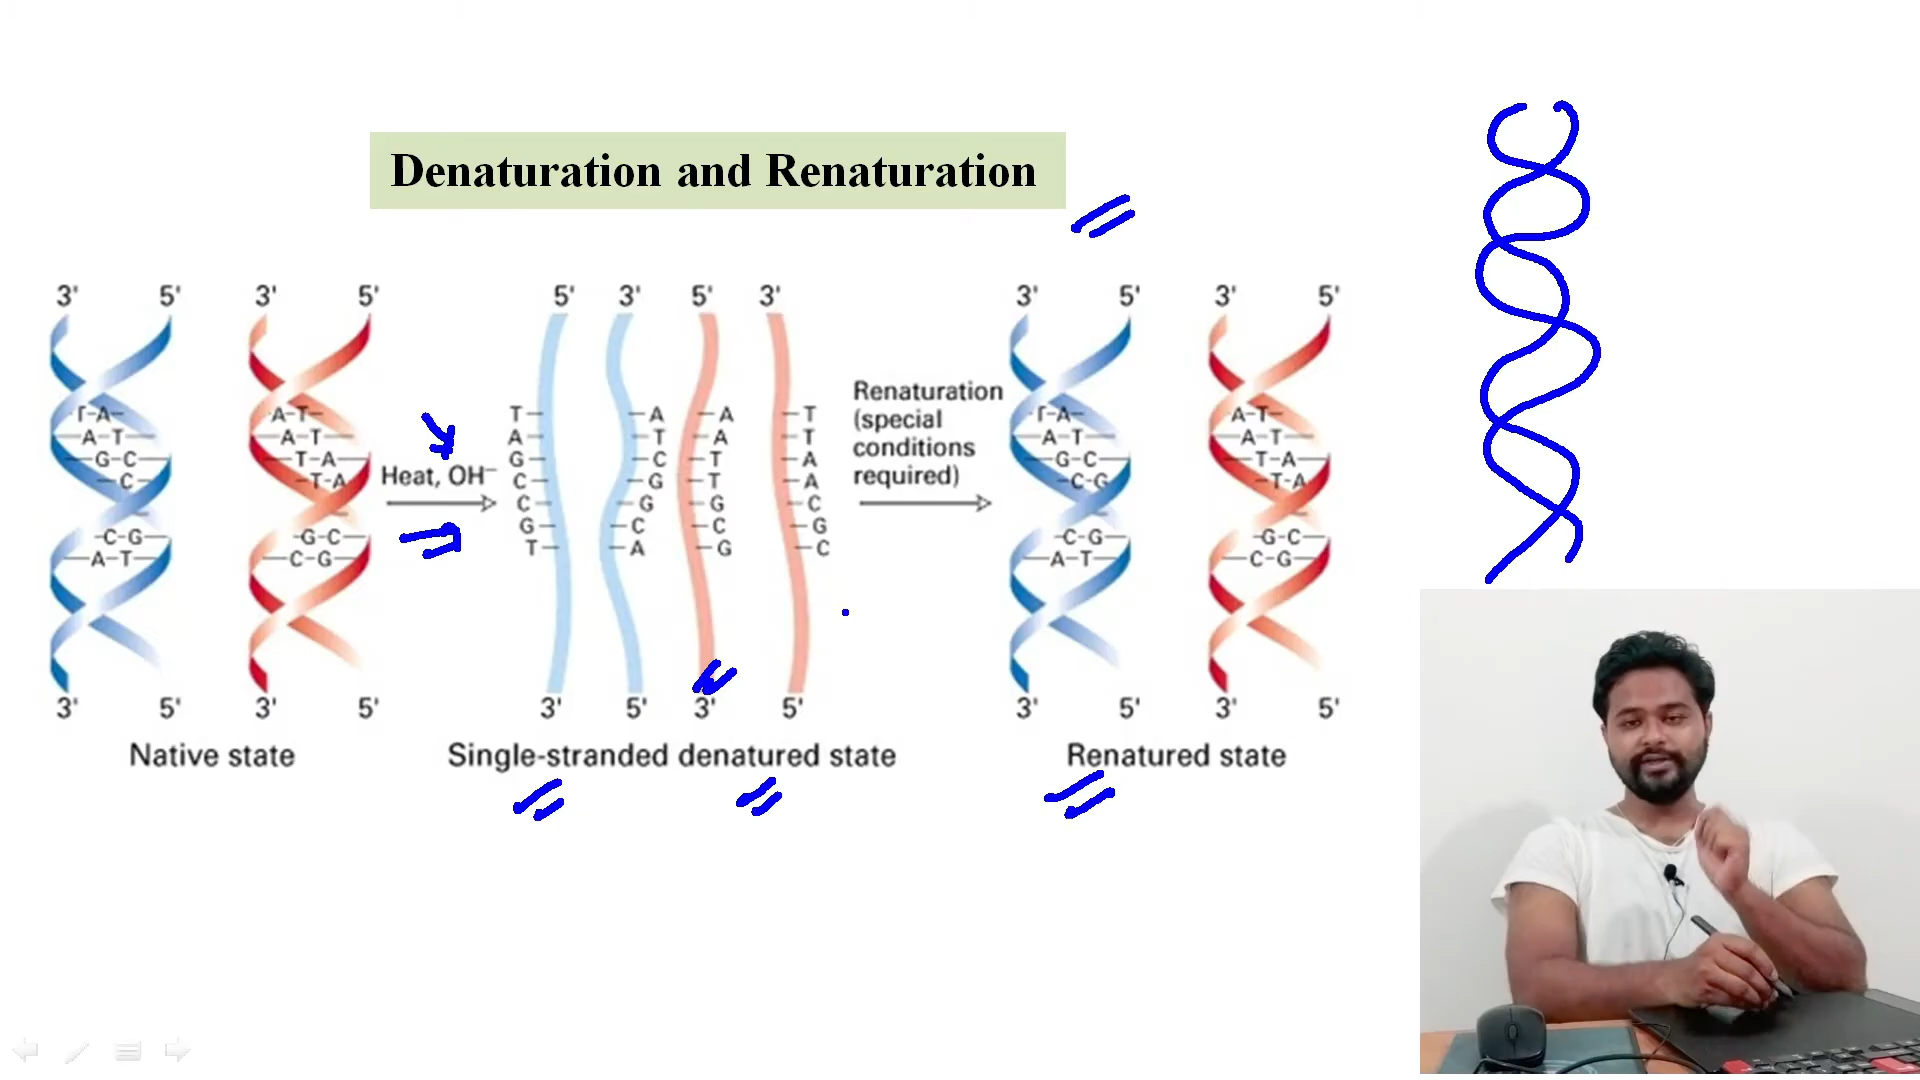 Denaturation and Renaturation
3' 5' 3' 5' 5' 3' 5' 3' 3' 5' 3' 5'
Renaturation
(special
conditions
required)
Heat, OH⁻
T-A A-T T A A T T-A A-T
A-T A-T A T A T A-T A-T
G-C T-A G C T A G-C T-A
C T-A C G T A C-G T-A
C G G C
C-G G-C G C C G C-G G-C
A-T C-G T A G C A-T C-G
3' 5' 3' 5' 3' 5' 3' 5' 3' 5' 3' 5'
Native state
Single-stranded denatured state
Renatured state